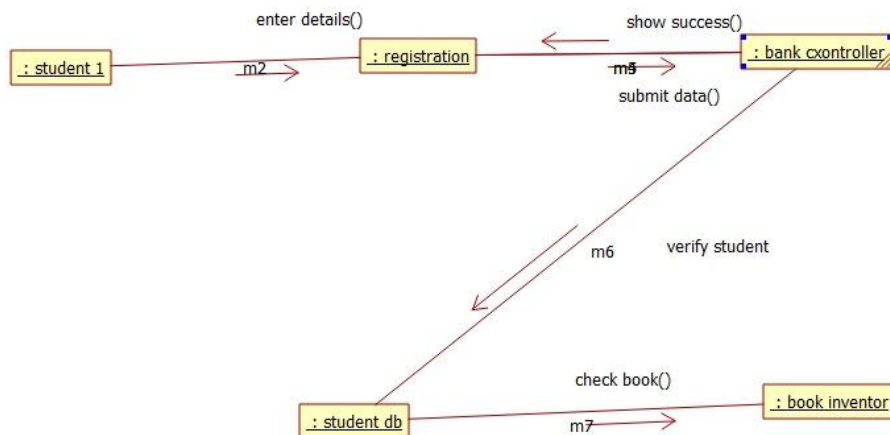 enter details()
show success()
: student 1
m2
: registration
: bank cxontroller
submit data()
m6
verify student
check book()
: student db
m7
: book inventor